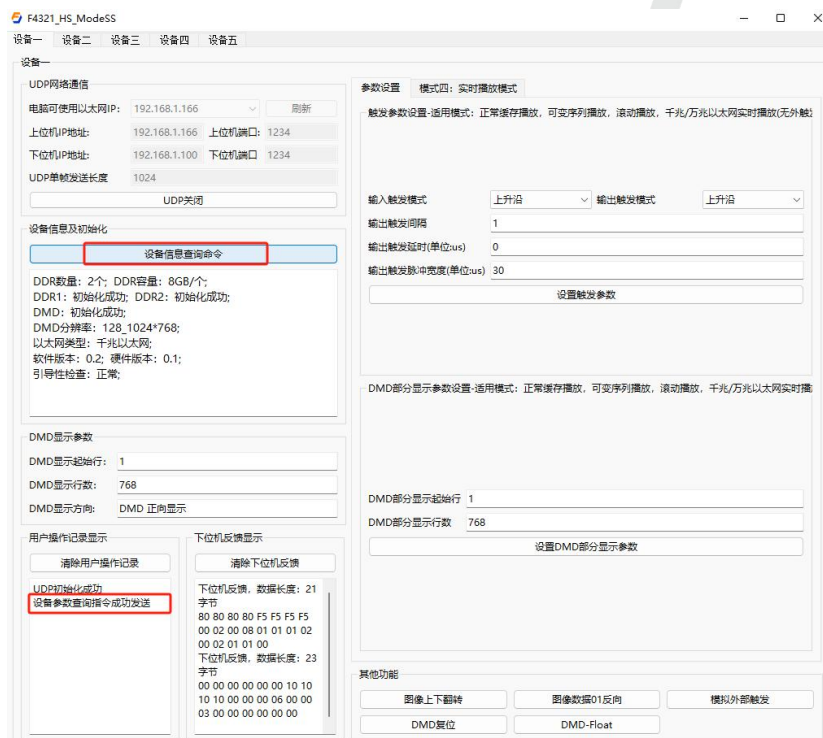 F4321_HS_ModeSS
设备一 设备二 设备三 设备四 设备五
设备一
UDP网络通信
电脑可使用以太网IP: 192.168.1.166 刷新
上位机IP地址: 192.168.1.166 上位机端口: 1234
下位机IP地址: 192.168.1.100 下位机端口 1234
UDP单帧发送长度 1024
UDP关闭
设备信息及初始化
设备信息查询命令
DDR数量: 2个; DDR容量: 8GB/个;
DDR1: 初始化成功; DDR2: 初始化成功;
DMD: 初始化成功;
DMD分辨率: 128_1024*768;
以太网类型: 千兆以太网;
软件版本: 0.2; 硬件版本: 0.1;
引导性检查: 正常;
DMD显示参数
DMD显示起始行: 1
DMD显示行数: 768
DMD显示方向: DMD 正向显示
用户操作记录显示
清除用户操作记录
UDP初始化成功
设备参数查询指令成功发送
下位机反馈显示
清除下位机反馈
下位机反馈, 数据长度: 21
字节
80 80 80 80 F5 F5 F5 F5
00 02 00 08 01 01 01 02
00 02 01 01 00
下位机反馈, 数据长度: 23
字节
00 00 00 00 00 00 10 10
10 10 00 00 00 06 00 00
03 00 00 00 00 00 00
参数设置 模式四: 实时播放模式
触发参数设置-适用模式: 正常缓存播放, 可变序列播放, 滚动播放, 千兆/万兆以太网实时播放(无外触
输入触发模式 上升沿 输出触发模式 上升沿
输出触发间隔 1
输出触发延时(单位:us) 0
输出触发脉冲宽度(单位:us) 30
设置触发参数
DMD部分显示参数设置-适用模式: 正常缓存播放, 可变序列播放, 滚动播放, 千兆/万兆以太网实时播
DMD部分显示起始行 1
DMD部分显示行数 768
设置DMD部分显示参数
其他功能
图像上下翻转 图像数据01反向 模拟外部触发
DMD复位 DMD-Float